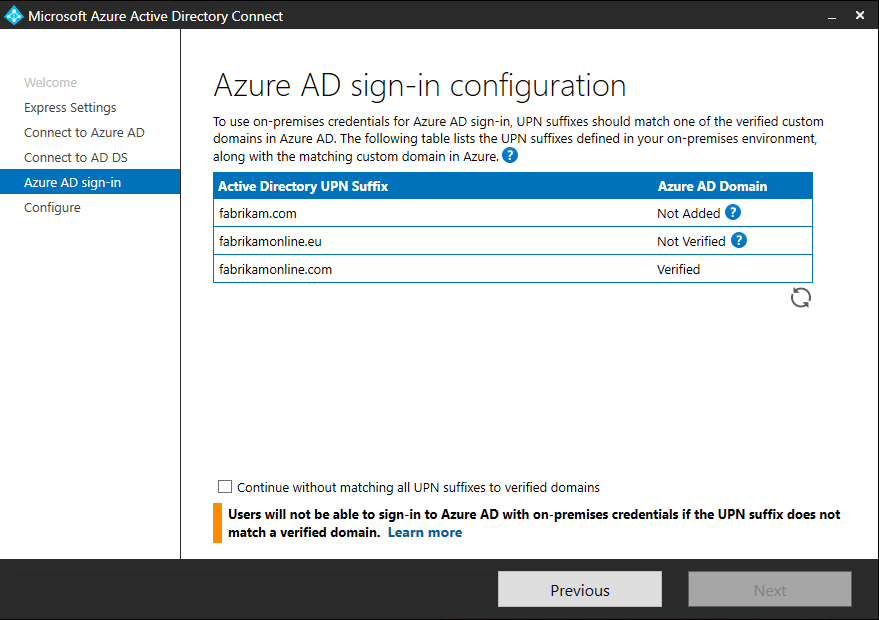 Microsoft Azure Active Directory Connect
Welcome
Express Settings
Connect to Azure AD
Connect to AD DS
Azure AD sign-in
Configure
Azure AD sign-in configuration
To use on-premises credentials for Azure AD sign-in, UPN suffixes should match one of the verified custom
domains in Azure AD. The following table lists the UPN suffixes defined in your on-premises environment,
along with the matching custom domain in Azure. ?
Active Directory UPN Suffix Azure AD Domain
fabrikam.com Not Added ?
fabrikamonline.eu Not Verified ?
fabrikamonline.com Verified
Continue without matching all UPN suffixes to verified domains
Users will not be able to sign-in to Azure AD with on-premises credentials if the UPN suffix does not
match a verified domain. Learn more
Previous Next